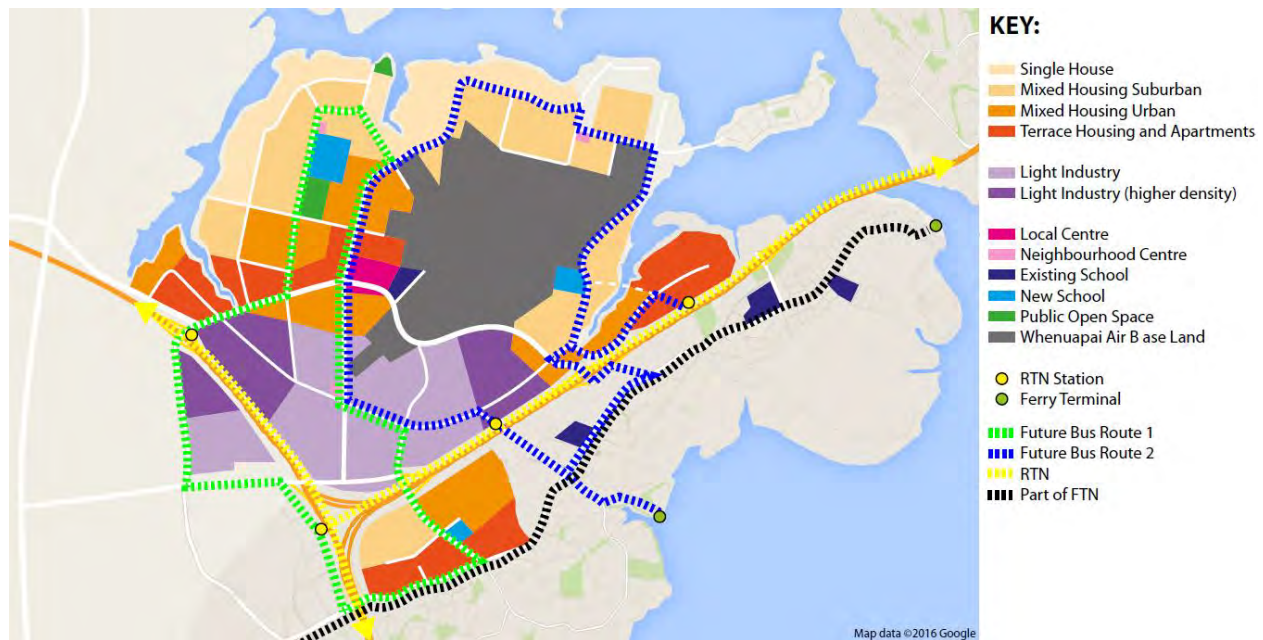 KEY:
Single House
Mixed Housing Suburban
Mixed Housing Urban
Terrace Housing and Apartments
Light Industry
Light Industry (higher density)
Local Centre
Neighbourhood Centre
Existing School
New School
Public Open Space
Whenuapai Air B ase Land
RTN Station
Ferry Terminal
Future Bus Route 1
Future Bus Route 2
RTN
Part of FTN
Map data ©2016 Google